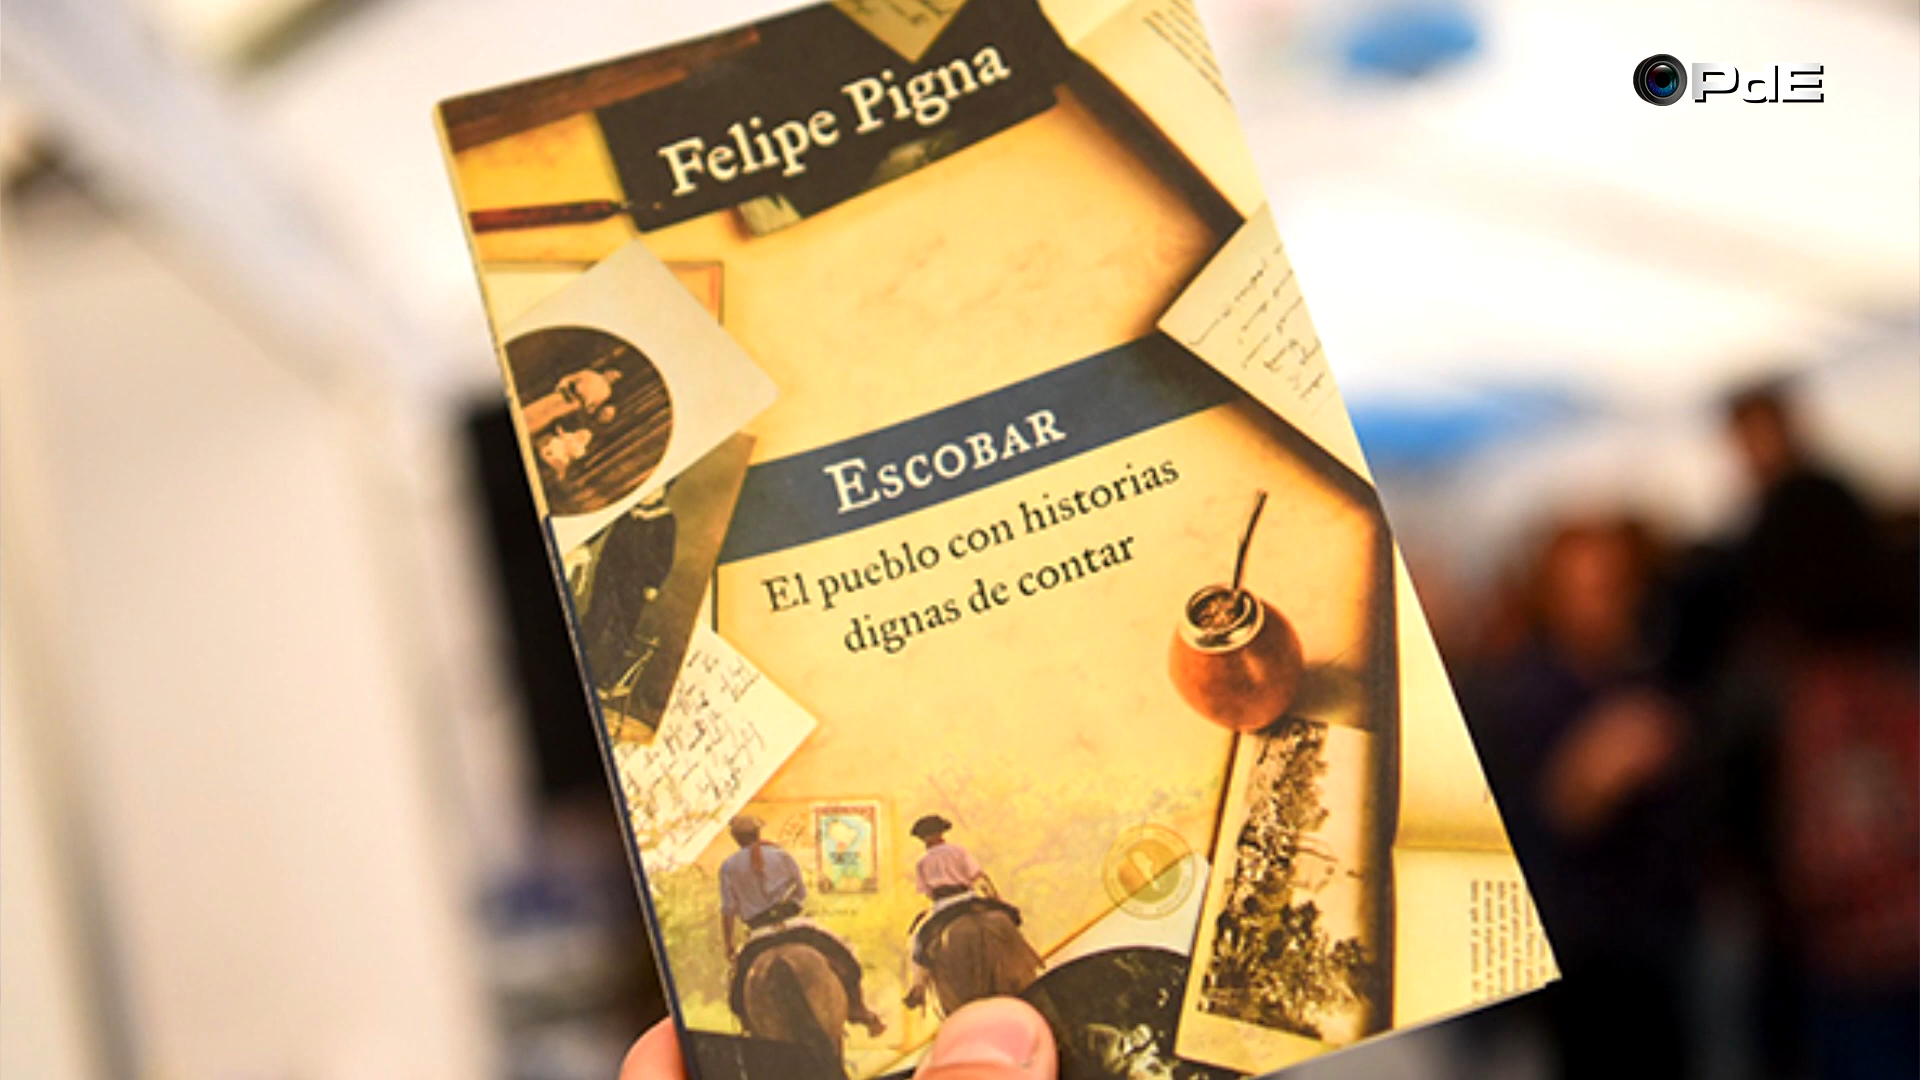 PdE
Felipe Pigna
ESCOBAR
El pueblo con historias
dignas de contar